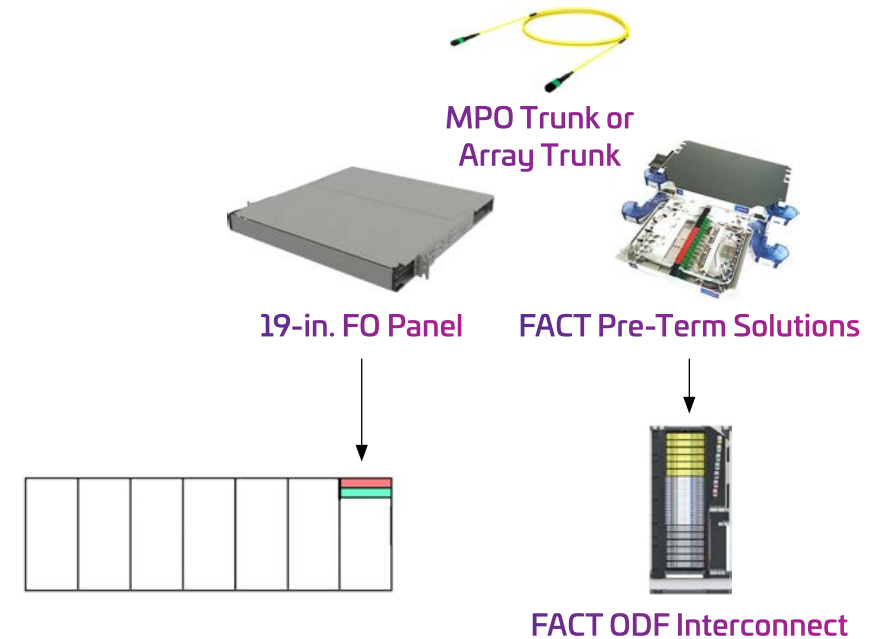 MPO Trunk or
Array Trunk
19-in. FO Panel
FACT Pre-Term Solutions
FACT ODF Interconnect